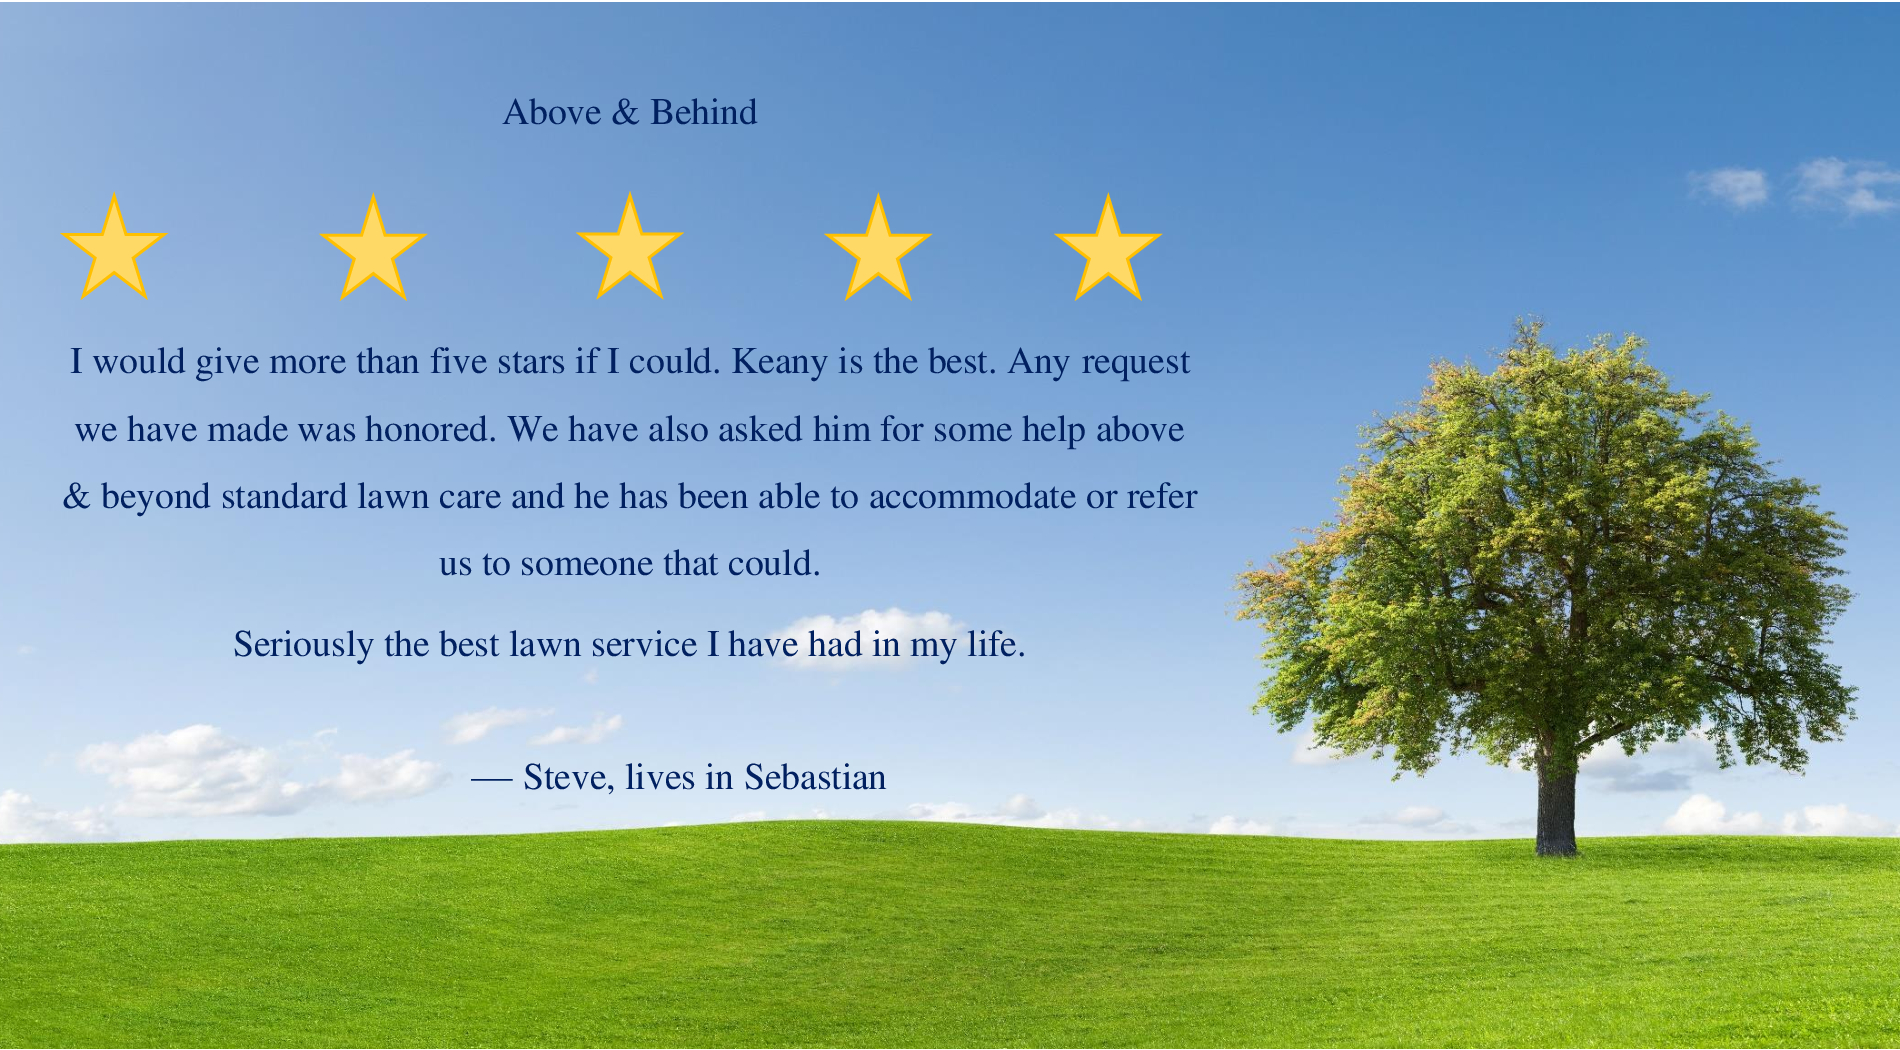 Above & Behind
I would give more than five stars if I could. Keany is the best. Any request
we have made was honored. We have also asked him for some help above
& beyond standard lawn care and he has been able to accommodate or refer
us to someone that could.
Seriously the best lawn service I have had in my life.
— Steve, lives in Sebastian